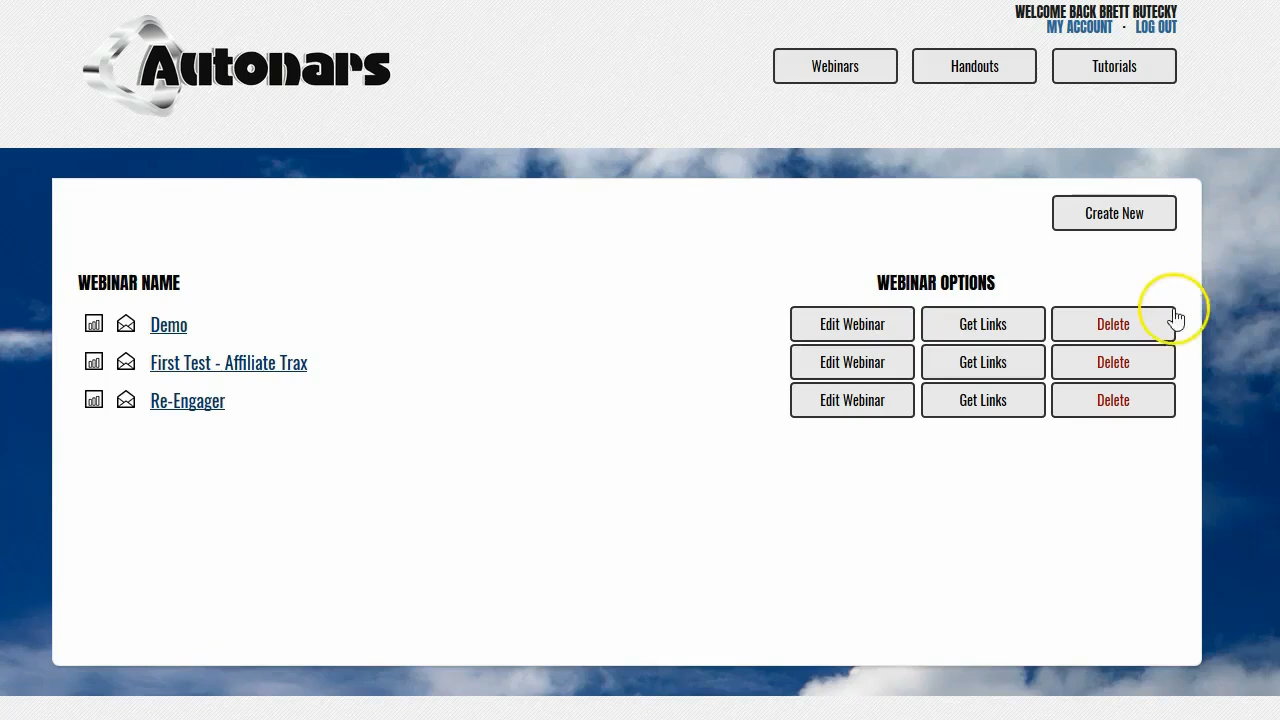 WELCOME BACK BRETT RUTECKY
MY ACCOUNT · LOG OUT
Autonars
Webinars Handouts Tutorials
Create New
WEBINAR NAME WEBINAR OPTIONS
Demo Edit Webinar Get Links Delete
First Test - Affiliate Trax Edit Webinar Get Links Delete
Re-Engager Edit Webinar Get Links Delete